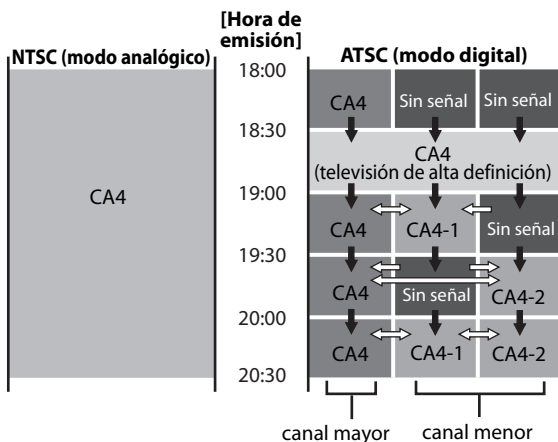 [Hora de
emisión]
NTSC (modo analógico)
ATSC (modo digital)
18:00
CA4
Sin señal
Sin señal
18:30
CA4
(televisión de alta definición)
19:00
CA4
CA4
CA4-1
Sin señal
19:30
CA4
Sin señal
CA4-2
20:00
CA4
CA4-1
CA4-2
20:30
canal mayor
canal menor